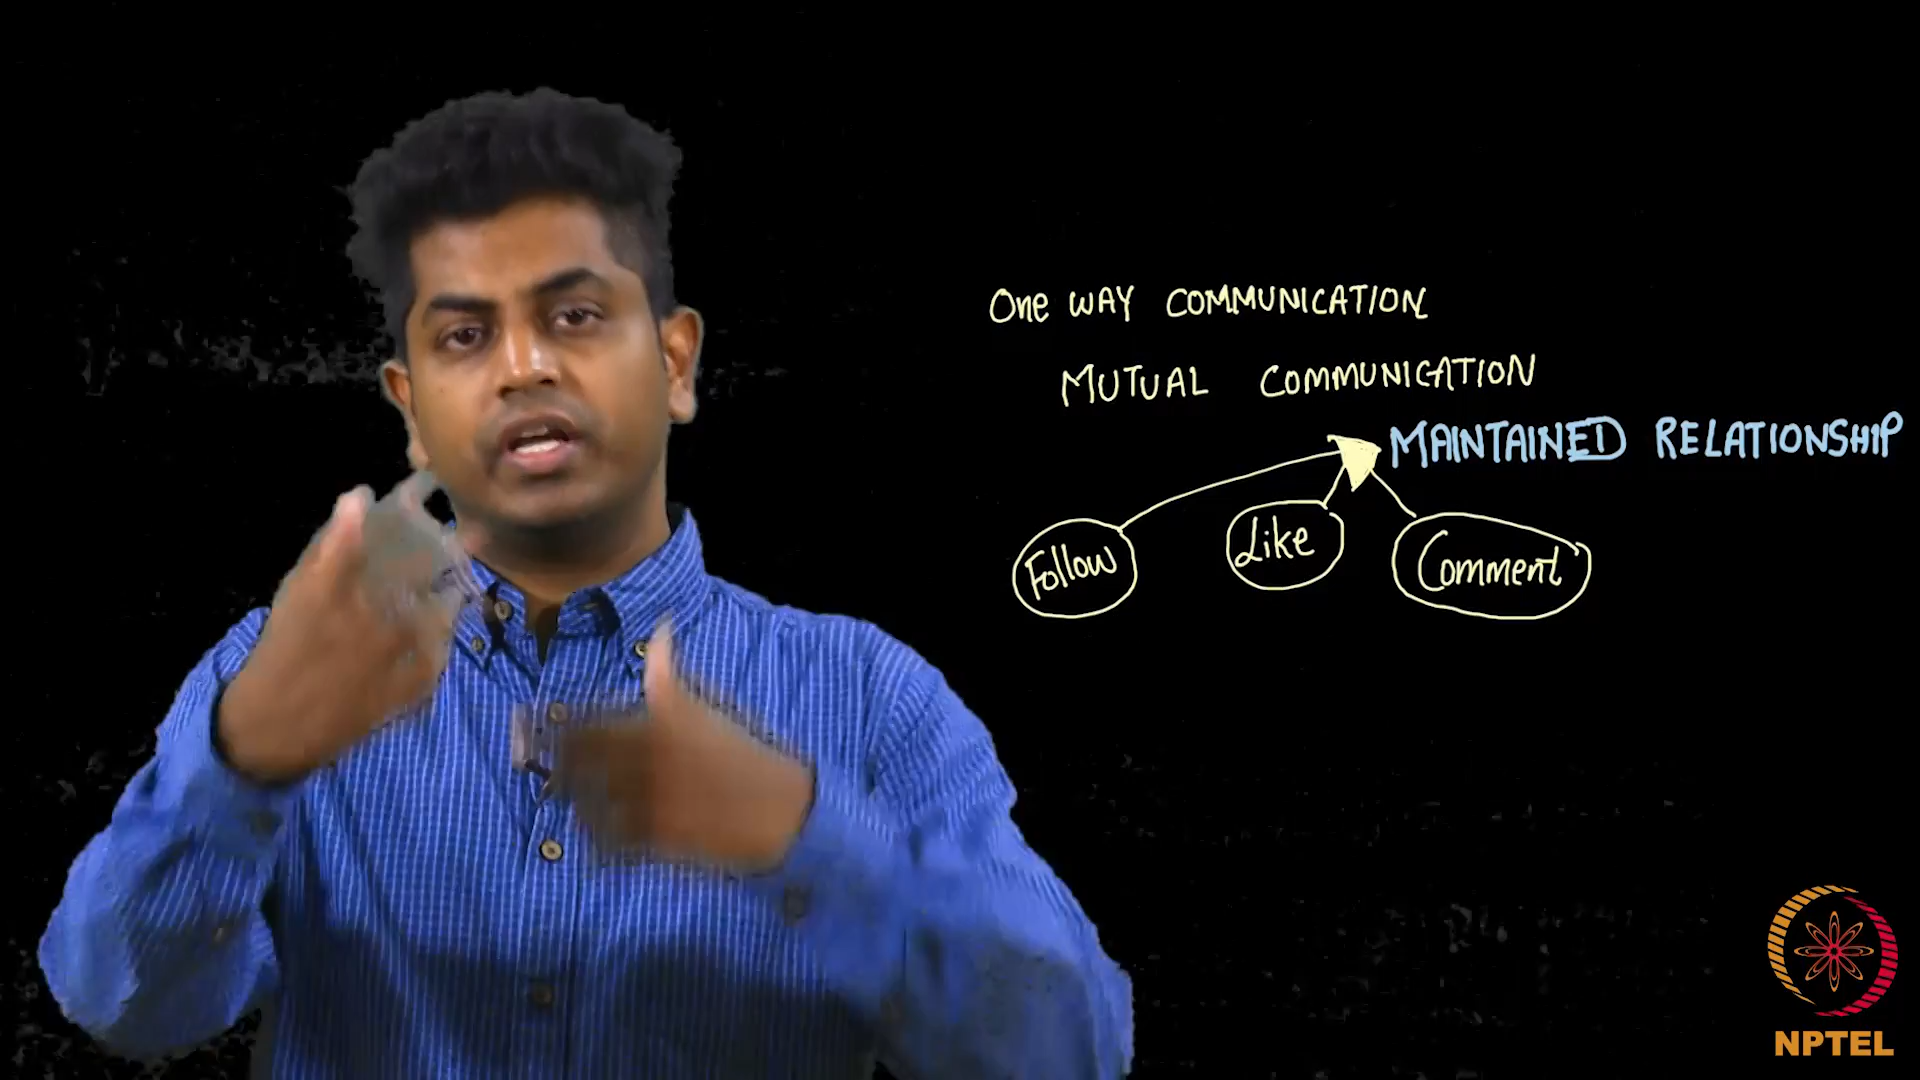 One WAY COMMUNICATION
MUTUAL COMMUNICATION
MAINTAINED RELATIONSHIP
Follow
Like
Comment
NPTEL